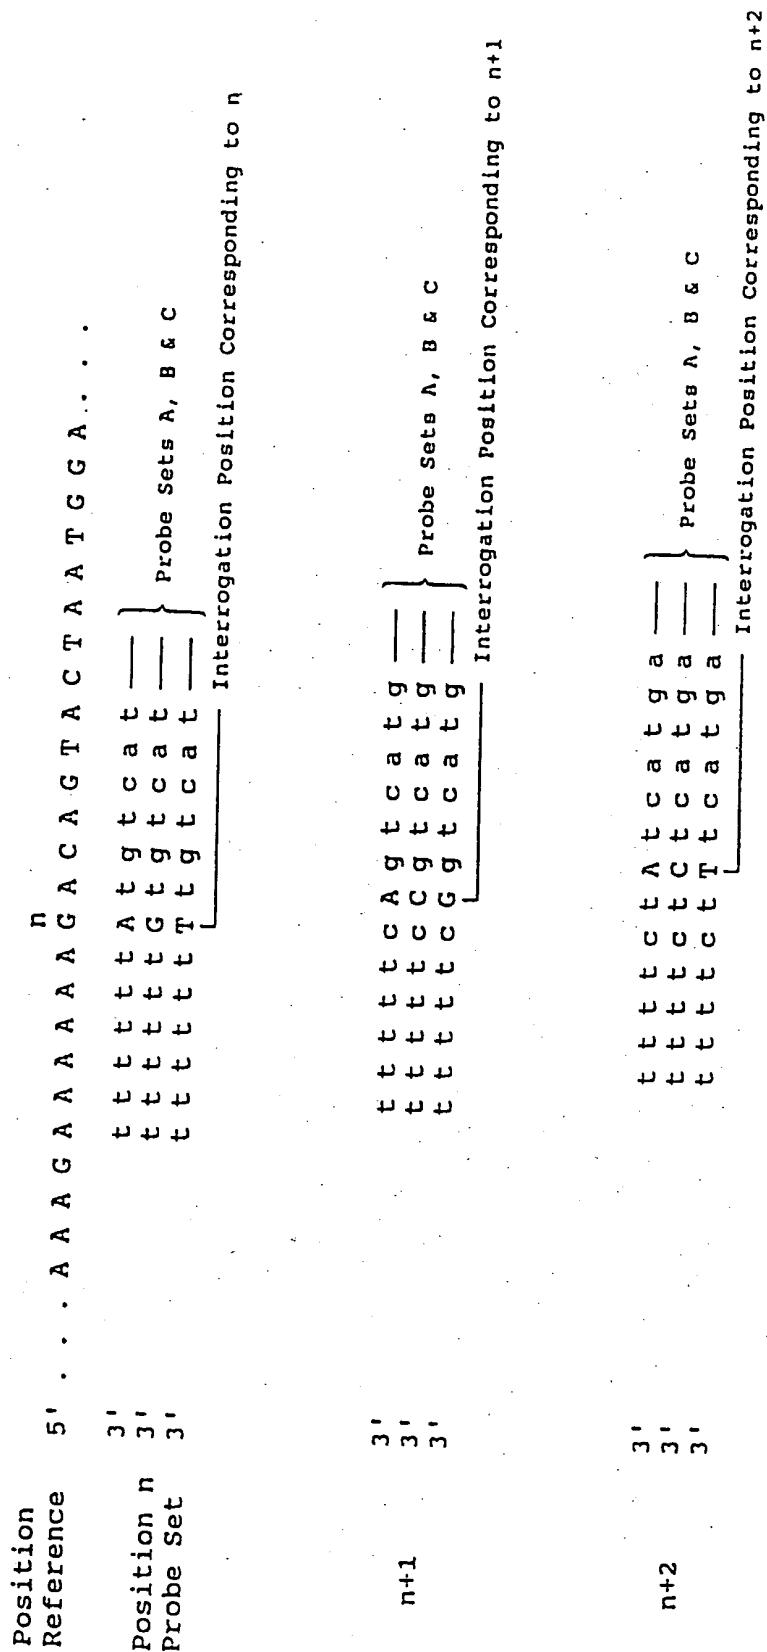 Position n
Reference 5' . . . A A A G A A A A A A G A C A G T A C T A A T G G A . . . .
3' t t t t t t A t g t c a t
Position n 3' t t t t t t G t g t c a t } Probe Sets A, B & C
Probe Set 3' t t t t t t T t g t c a t
Interrogation Position Corresponding to n
3' t t t t t c A g t c a t g
n+1 3' t t t t t c C g t c a t g } Probe Sets A, B & C
3' t t t t t c G g t c a t g
Interrogation Position Corresponding to n+1
3' t t t t c t A t c a t g a
n+2 3' t t t t c t C t c a t g a } Probe Sets A, B & C
3' t t t t c t T t c a t g a
Interrogation Position Corresponding to n+2